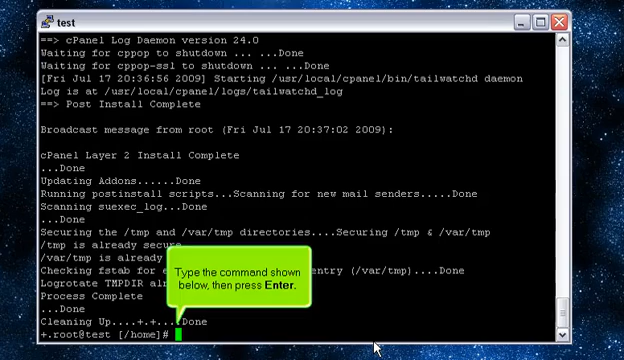 test
==> cPanel Log Daemon version 24.0
Waiting for cppop to shutdown ... ...Done
Waiting for cppop-ssl to shutdown ... ...Done
[Fri Jul 17 20:36:56 2009] Starting /usr/local/cpanel/bin/tailwatchd daemon
Log is at /usr/local/cpanel/logs/tailwatchd_log
==> Post Install Complete
Broadcast message from root (Fri Jul 17 20:37:02 2009):
cPanel Layer 2 Install Complete
...Done
Updating Addons......Done
Running postinstall scripts...Scanning for new mail senders.....Done
Scanning suexec_log...Done
...Done
Securing the /tmp and /var/tmp directories....Securing /tmp & /var/tmp
/tmp is already secure
/var/tmp is already
Checking fstab for entry (/var/tmp)....Done
Logrotate TMPDIR
Process Complete
...Done
Cleaning Up....+.+....Done
+.root@test [/home]#
Type the command shown
below, then press Enter.